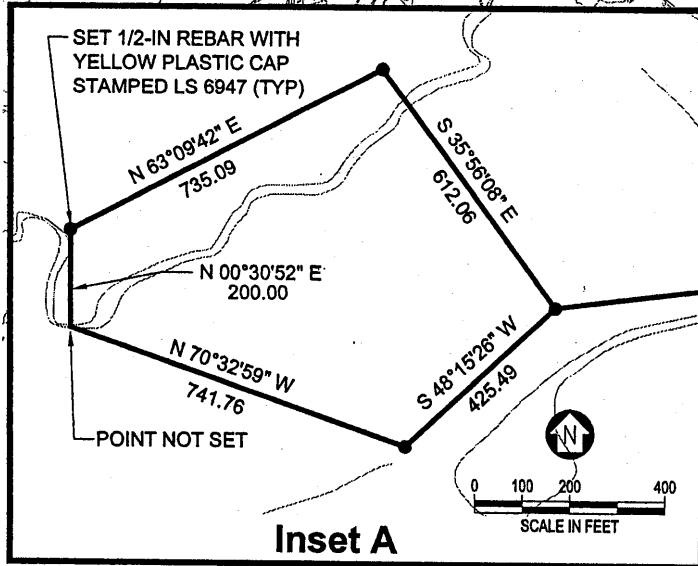 SET 1/2-IN REBAR WITH
YELLOW PLASTIC CAP
STAMPED LS 6947 (TYP)
N 63°09'42" E
735.09
S 35°56'08" E
612.06
N 00°30'52" E
200.00
N 70°32'59" W
741.76
S 48°15'26" W
425.49
POINT NOT SET
N
0 100 200 400
SCALE IN FEET
Inset A